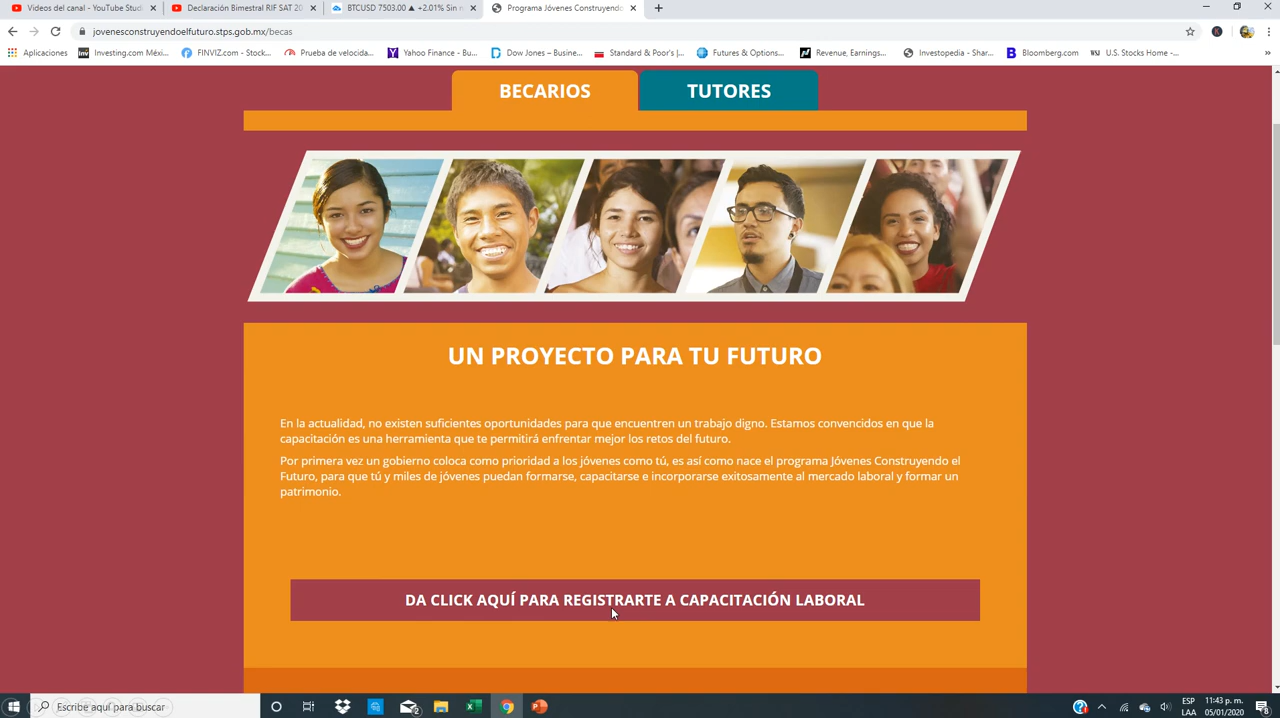 Videos del canal - YouTube Studi
Declaración Bimestral RIF SAT 20
BTCUSD 7503.00 ▲ +2.01% Sin n
Programa Jóvenes Construyendo
jovenesconstruyendoelfuturo.stps.gob.mx/becas
Aplicaciones
Investing.com Méxi...
FINVIZ.com - Stock...
Prueba de velocida...
Yahoo Finance - Bu...
Dow Jones – Busine...
Standard & Poor's |...
Futures & Options...
Revenue, Earnings...
Investopedia - Shar...
Bloomberg.com
WSJ
U.S. Stocks Home -...
BECARIOS
TUTORES
UN PROYECTO PARA TU FUTURO
En la actualidad, no existen suficientes oportunidades para que encuentren un trabajo digno. Estamos convencidos en que la
capacitación es una herramienta que te permitirá enfrentar mejor los retos del futuro.
Por primera vez un gobierno coloca como prioridad a los jóvenes como tú, es así como nace el programa Jóvenes Construyendo el
Futuro, para que tú y miles de jóvenes puedan formarse, capacitarse e incorporarse exitosamente al mercado laboral y formar un
patrimonio.
DA CLICK AQUÍ PARA REGISTRARTE A CAPACITACIÓN LABORAL
Escribe aquí para buscar
2
ESP
LAA
11:43 p. m.
05/01/2020
8